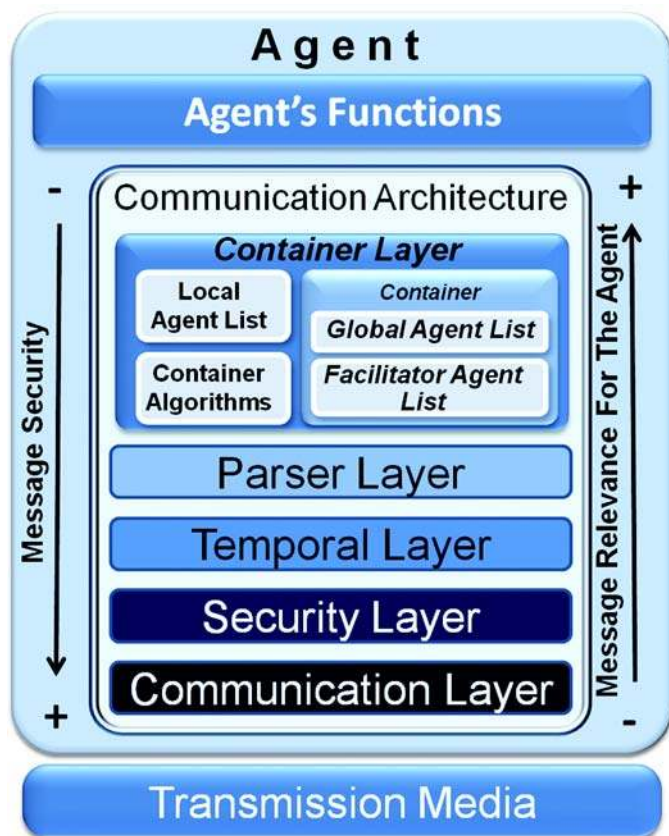 Agent
Agent's Functions
-
+
Communication Architecture
Container Layer
Local
Agent List
Container
Algorithms
Container
Global Agent List
Facilitator Agent
List
Parser Layer
Temporal Layer
Security Layer
Communication Layer
Message Security
Message Relevance For The Agent
+
-
Transmission Media